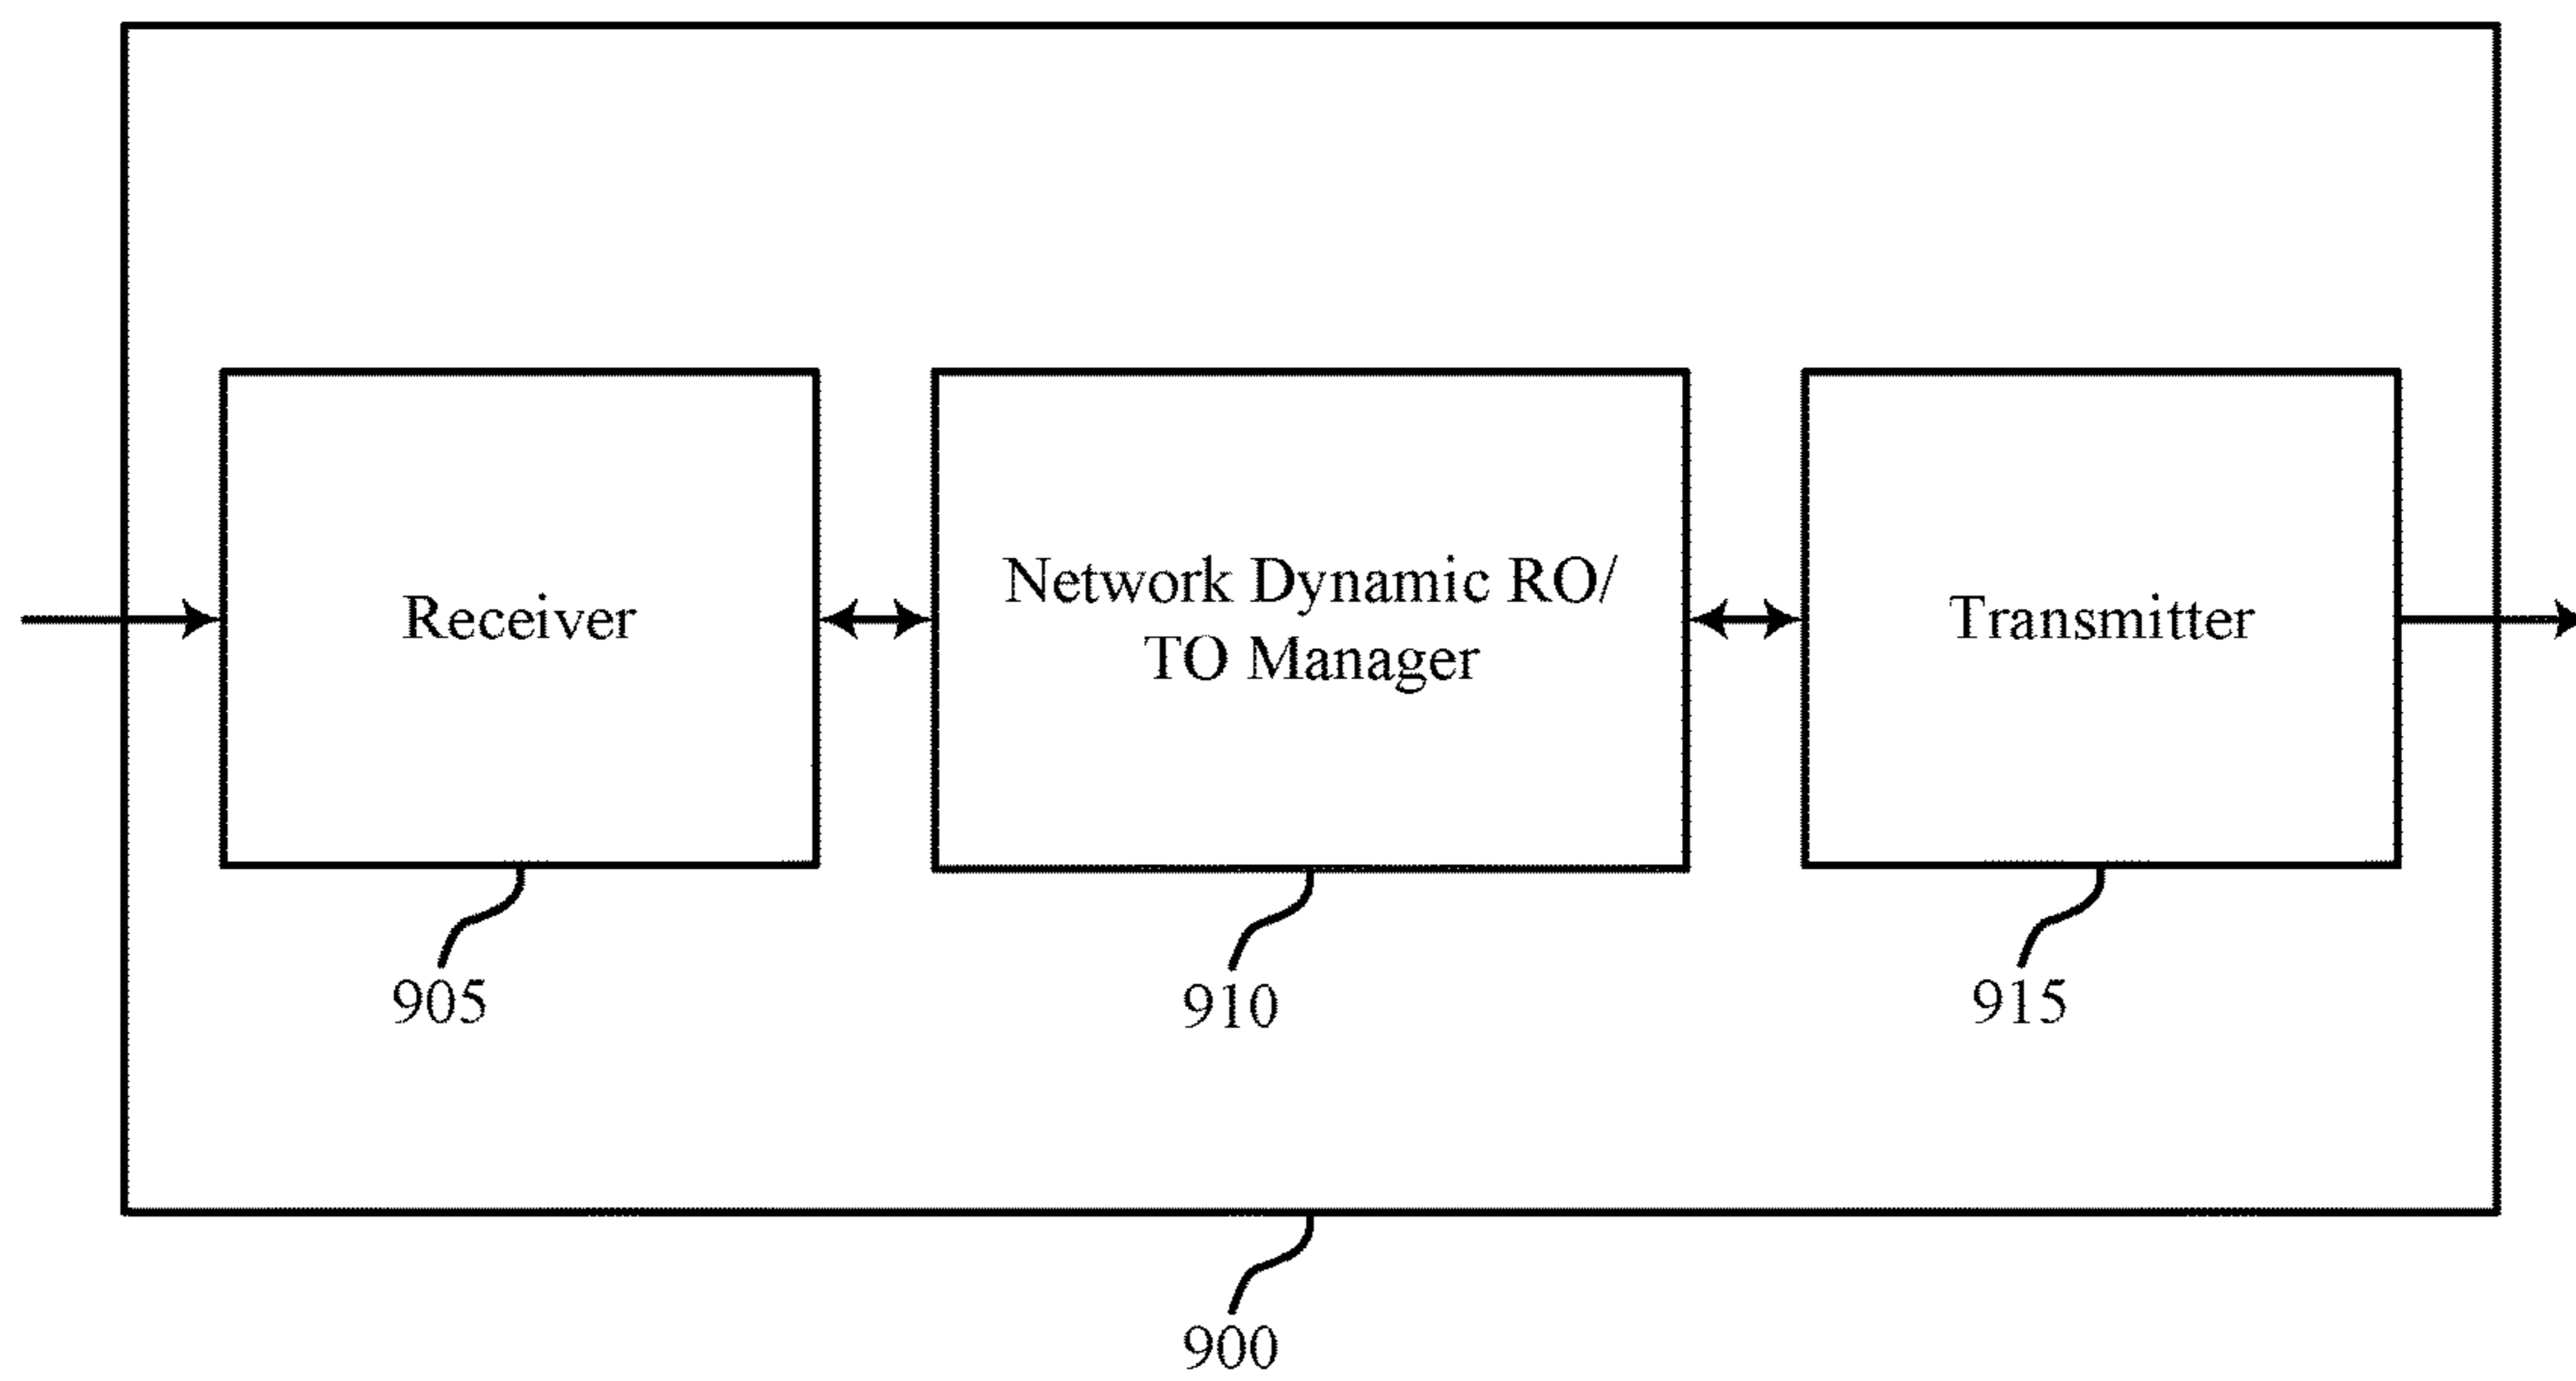 Receiver
Network Dynamic RO/
TO Manager
Transmitter
905
910
915
900